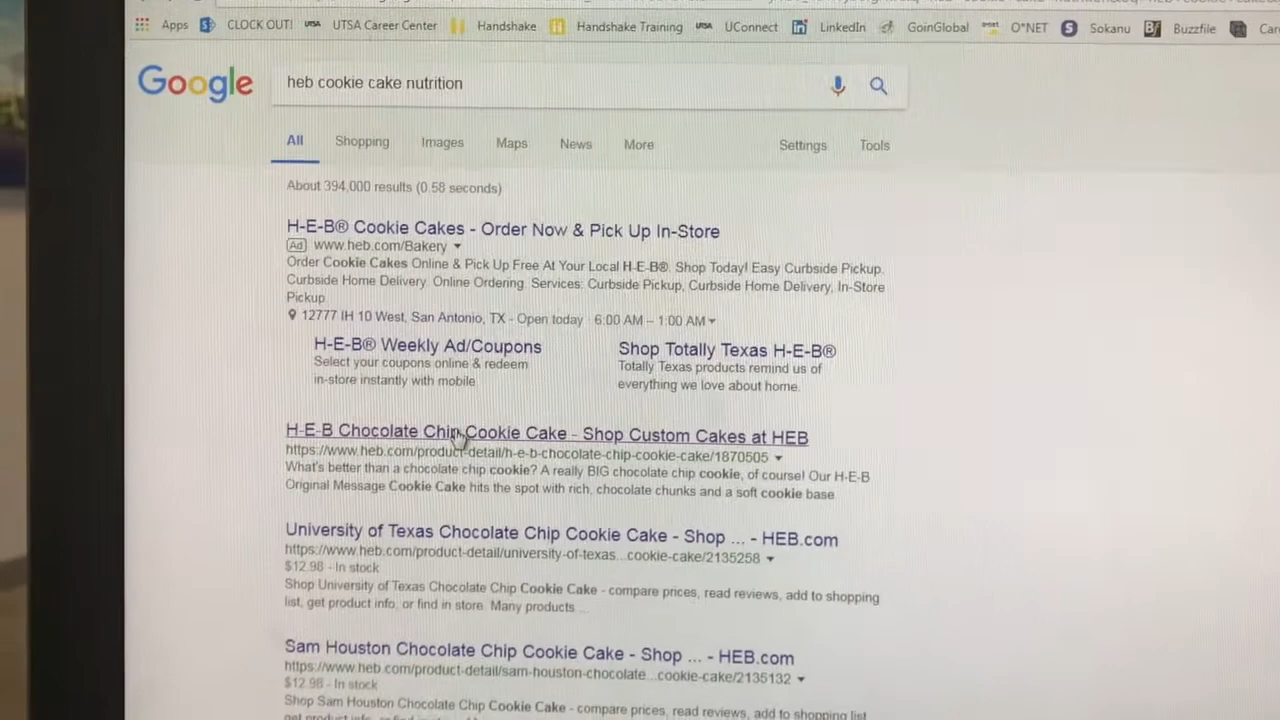 Apps CLOCK OUT! UTSA UTSA Career Center Handshake Handshake Training UTSA UConnect in LinkedIn GoinGlobal O*NET S Sokanu Bf Buzzfile
Google heb cookie cake nutrition
All Shopping Images Maps News More Settings Tools
About 394,000 results (0.58 seconds)
H-E-B® Cookie Cakes - Order Now & Pick Up In-Store
Ad www.heb.com/Bakery
Order Cookie Cakes Online & Pick Up Free At Your Local H-E-B®. Shop Today! Easy Curbside Pickup.
Curbside Home Delivery. Online Ordering. Services: Curbside Pickup, Curbside Home Delivery, In-Store
Pickup
12777 IH 10 West, San Antonio, TX - Open today · 6:00 AM – 1:00 AM
H-E-B® Weekly Ad/Coupons
Select your coupons online & redeem
in-store instantly with mobile.
Shop Totally Texas H-E-B®
Totally Texas products remind us of
everything we love about home.
H-E-B Chocolate Chip Cookie Cake - Shop Custom Cakes at HEB
https://www.heb.com/product-detail/h-e-b-chocolate-chip-cookie-cake/1870505
What's better than a chocolate chip cookie? A really BIG chocolate chip cookie, of course! Our H-E-B
Original Message Cookie Cake hits the spot with rich, chocolate chunks and a soft cookie base
University of Texas Chocolate Chip Cookie Cake - Shop ... - HEB.com
https://www.heb.com/product-detail/university-of-texas...cookie-cake/2135258
$12.98 - In stock
Shop University of Texas Chocolate Chip Cookie Cake - compare prices, read reviews, add to shopping
list, get product info, or find in store. Many products ...
Sam Houston Chocolate Chip Cookie Cake - Shop ... - HEB.com
https://www.heb.com/product-detail/sam-houston-chocolate...cookie-cake/2135132
$12.98 - In stock
Shop Sam Houston Chocolate Chip Cookie Cake - compare prices, read reviews, add to shopping list,